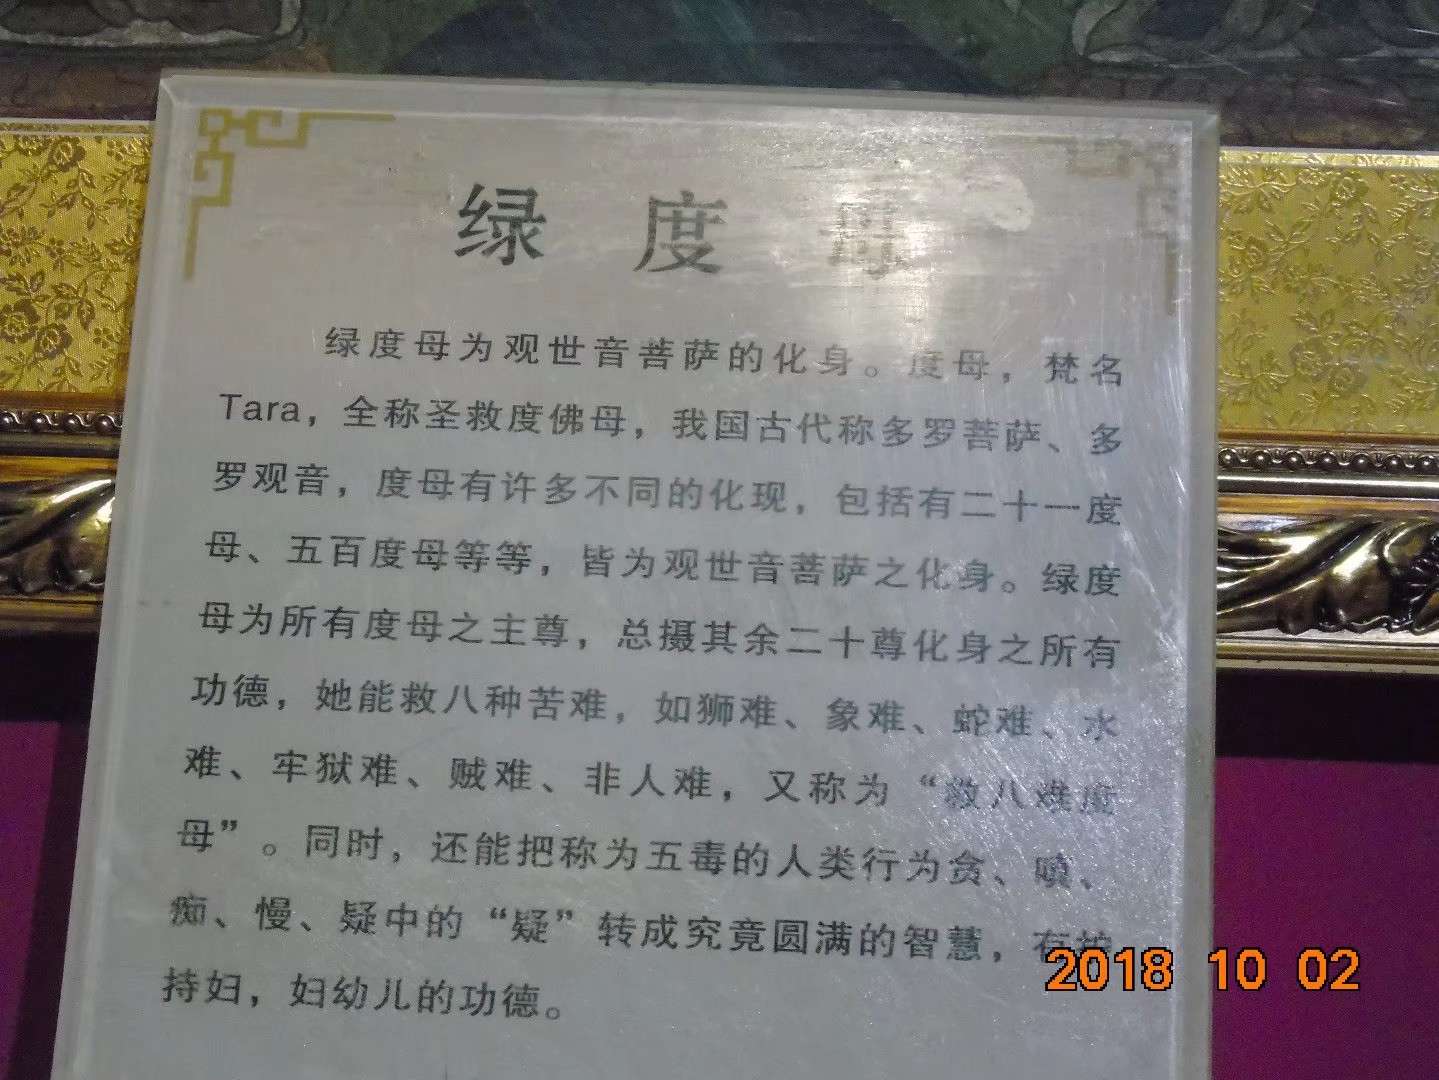 绿度母
绿度母为观世音菩萨的化身。度母，梵名
Tara，全称圣救度佛母，我国古代称多罗菩萨、多
罗观音，度母有许多不同的化现，包括有二十一度
母、五百度母等等，皆为观世音菩萨之化身。绿度
母为所有度母之主尊，总摄其余二十尊化身之所有
功德，她能救八种苦难，如狮难、象难、蛇难、水
难、牢狱难、贼难、非人难，又称为“救八难度
母”。同时，还能把称为五毒的人类行为贪、嗔、
痴、慢、疑中的“疑”转成究竟圆满的智慧，有护
持妇，妇幼儿的功德。
2018 10 02